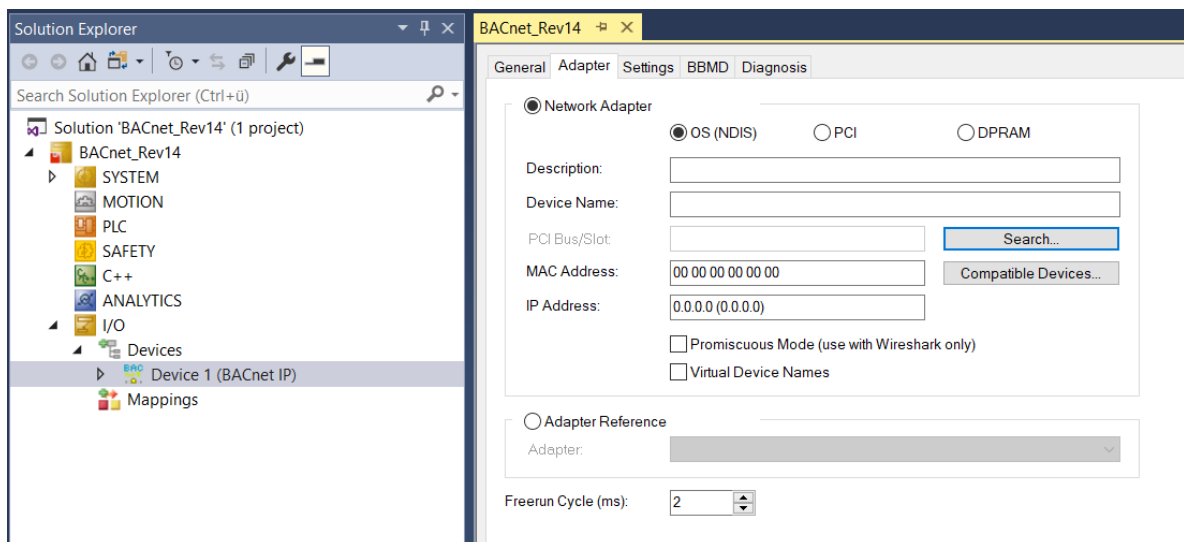 Solution Explorer
Search Solution Explorer (Ctrl+ü)
Solution 'BACnet_Rev14' (1 project)
BACnet_Rev14
SYSTEM
MOTION
PLC
SAFETY
C++
ANALYTICS
I/O
Devices
BAC Device 1 (BACnet IP)
Mappings
BACnet_Rev14
General Adapter Settings BBMD Diagnosis
Network Adapter
OS (NDIS) PCI DPRAM
Description:
Device Name:
PCI Bus/Slot: Search...
MAC Address: 00 00 00 00 00 00 Compatible Devices...
IP Address: 0.0.0.0 (0.0.0.0)
Promiscuous Mode (use with Wireshark only)
Virtual Device Names
Adapter Reference
Adapter:
Freerun Cycle (ms): 2